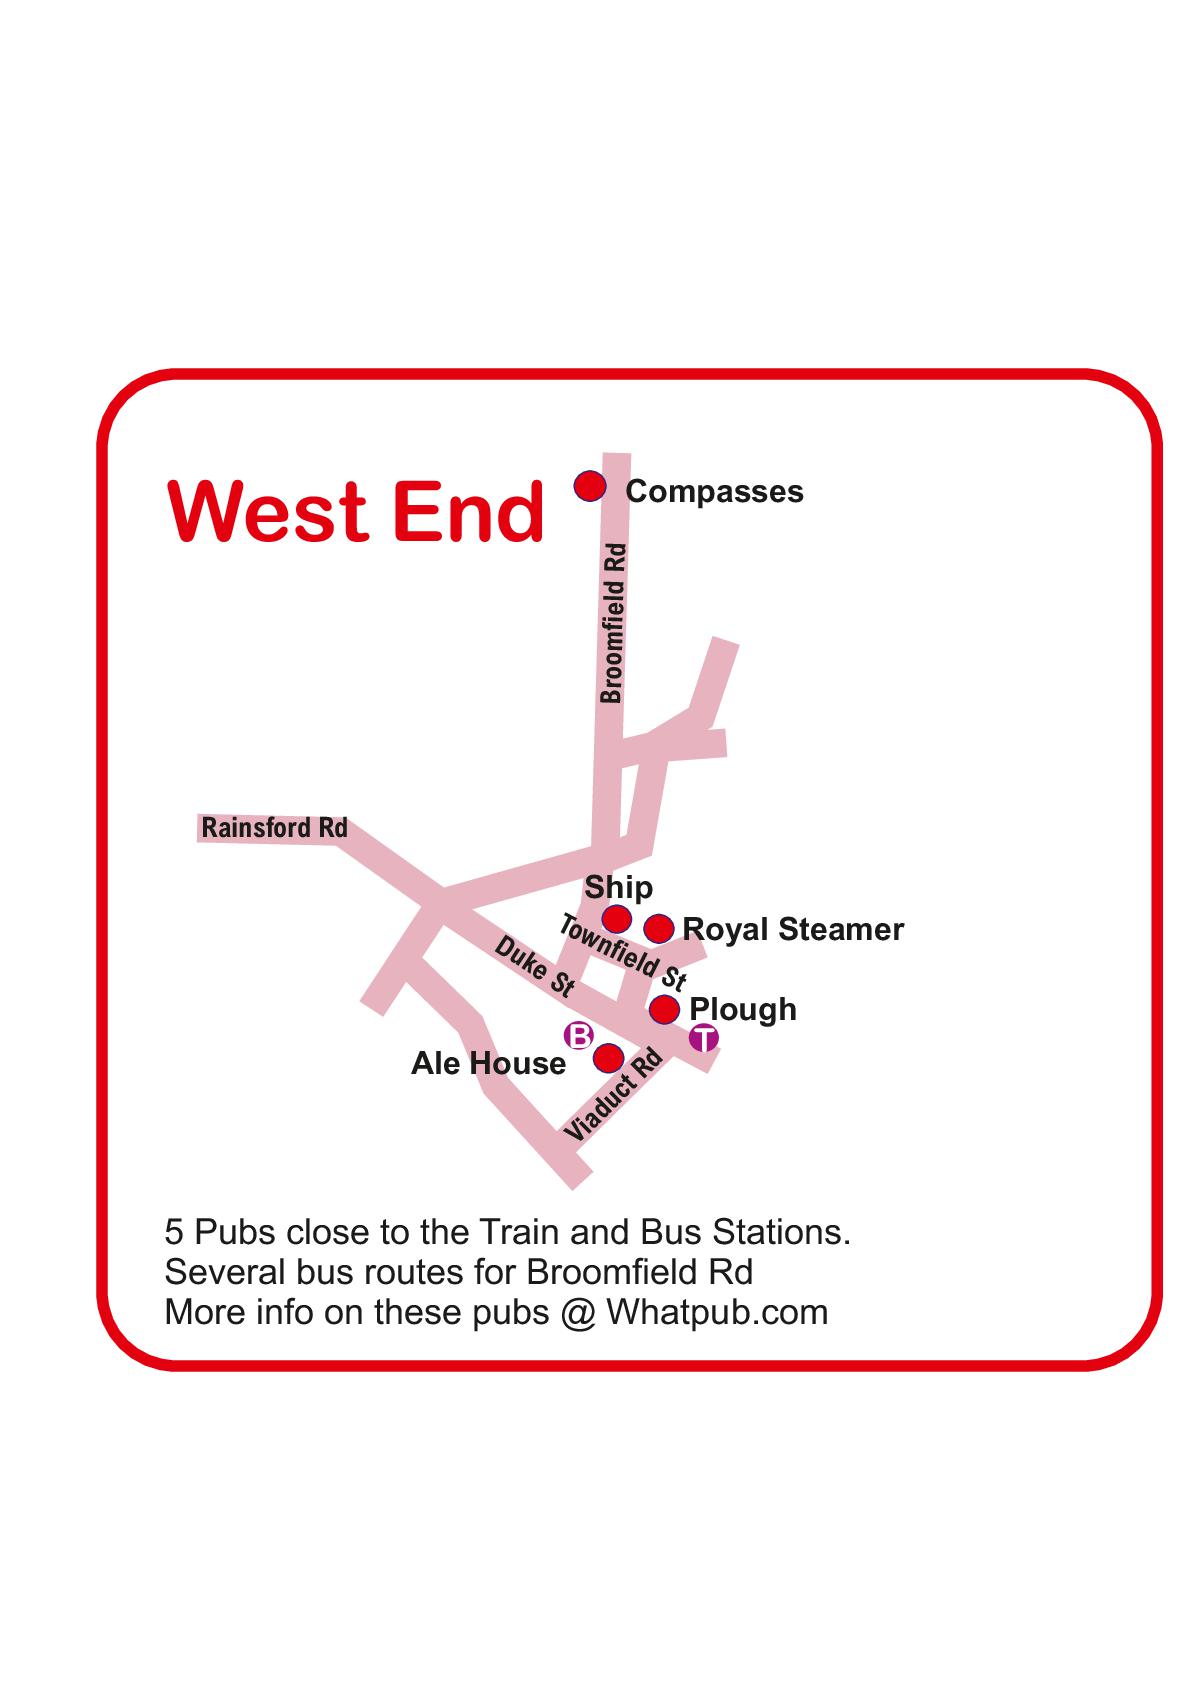 West End
Compasses
Broomfield Rd
Rainsford Rd
Ship
Townfield St
Royal Steamer
Duke St
Plough
B
T
Ale House
Viaduct Rd
5 Pubs close to the Train and Bus Stations.
Several bus routes for Broomfield Rd
More info on these pubs @ Whatpub.com